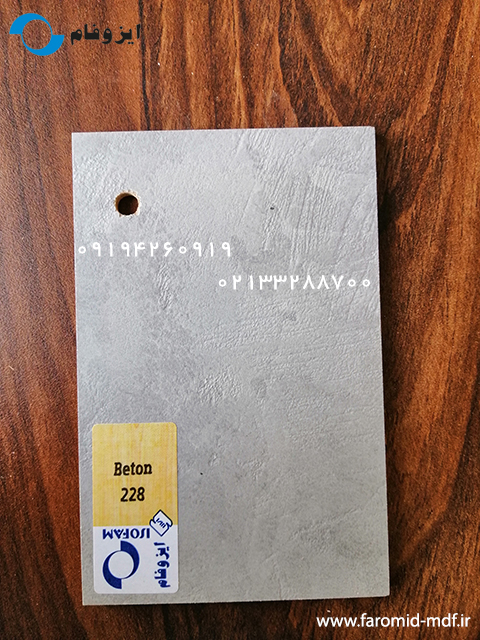 ایزوفام
۰۹۱۹۴۲۶۰۹۱۹
۰۲۱۳۳۲۸۸۷۰۰
Beton
228
ISOFAM
ایزوفام
www.faromid-mdf.ir